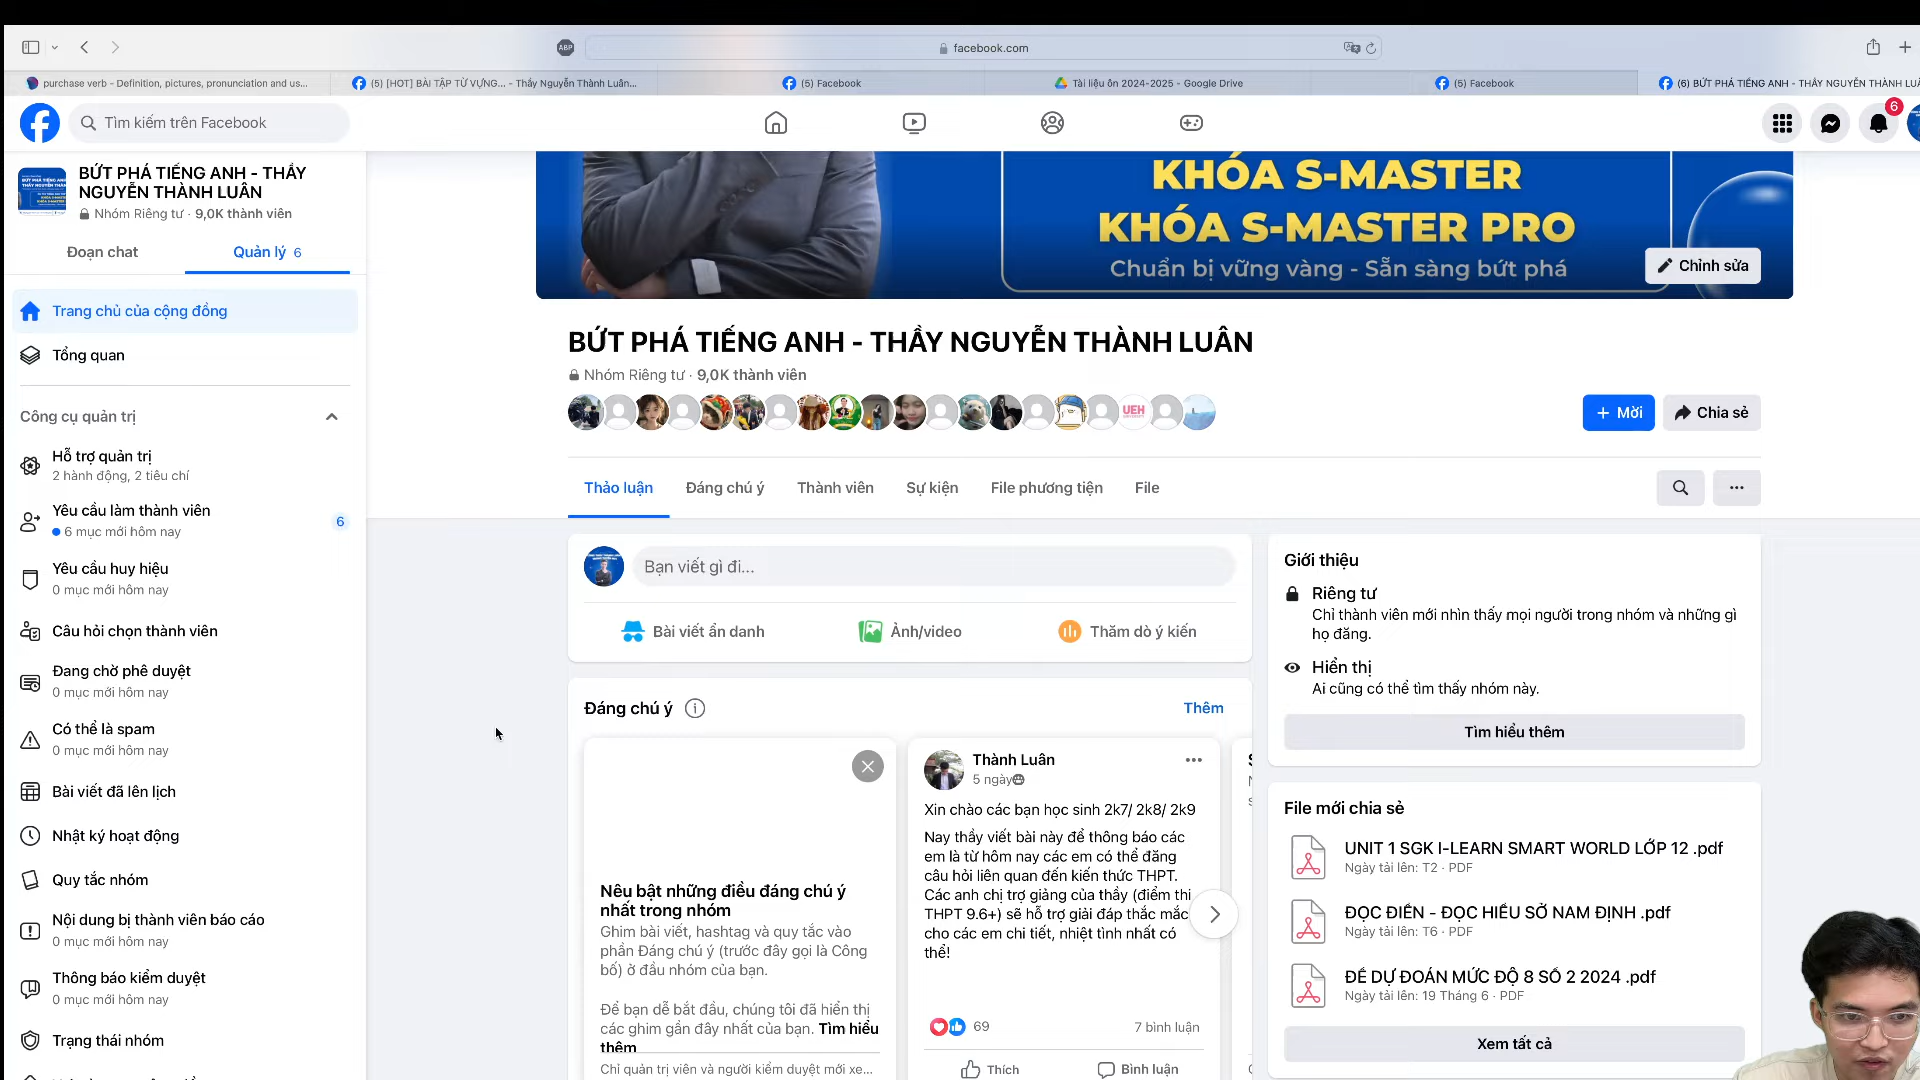 ABP
facebook.com
purchase verb - Definition, pictures, pronunciation and us...
(5) [HOT] BÀI TẬP TỪ VỰNG... - Thầy Nguyễn Thành Luân...
(5) Facebook
Tài liệu ôn 2024-2025 - Google Drive
(5) Facebook
(6) BỨT PHÁ TIẾNG ANH - THẦY NGUYỄN THÀNH LUÂ
Tìm kiếm trên Facebook
6
BỨT PHÁ TIẾNG ANH - THẦY
NGUYỄN THÀNH LUÂN
Nhóm Riêng tư · 9,0K thành viên
Đoạn chat
Quản lý 6
Trang chủ của cộng đồng
Tổng quan
Công cụ quản trị
Hỗ trợ quản trị
2 hành động, 2 tiêu chí
Yêu cầu làm thành viên
6
6 mục mới hôm nay
Yêu cầu huy hiệu
0 mục mới hôm nay
Câu hỏi chọn thành viên
Đang chờ phê duyệt
0 mục mới hôm nay
Có thể là spam
0 mục mới hôm nay
Bài viết đã lên lịch
Nhật ký hoạt động
Quy tắc nhóm
Nội dung bị thành viên báo cáo
0 mục mới hôm nay
Thông báo kiểm duyệt
0 mục mới hôm nay
Trạng thái nhóm
KHÓA S-MASTER
KHÓA S-MASTER PRO
Chuẩn bị vững vàng - Sẵn sàng bứt phá
Chỉnh sửa
BỨT PHÁ TIẾNG ANH - THẦY NGUYỄN THÀNH LUÂN
Nhóm Riêng tư · 9,0K thành viên
UEH
+ Mời
Chia sẻ
Thảo luận
Đáng chú ý
Thành viên
Sự kiện
File phương tiện
File
Bạn viết gì đi...
Bài viết ẩn danh
Ảnh/video
Thăm dò ý kiến
Đáng chú ý
Thêm
Nêu bật những điều đáng chú ý
nhất trong nhóm
Ghim bài viết, hashtag và quy tắc vào
phần Đáng chú ý (trước đây gọi là Công
bố) ở đầu nhóm của bạn.
Để bạn dễ bắt đầu, chúng tôi đã hiển thị
các ghim gần đây nhất của bạn. Tìm hiểu
thêm
Chỉ quản trị viên và người kiểm duyệt mới xe...
Thành Luân
5 ngày
Xin chào các bạn học sinh 2k7/ 2k8/ 2k9
Nay thầy viết bài này để thông báo các
em là từ hôm nay các em có thể đăng
câu hỏi liên quan đến kiến thức THPT.
Các anh chị trợ giảng của thầy (điểm thi
THPT 9.6+) sẽ hỗ trợ giải đáp thắc mắc
cho các em chi tiết, nhiệt tình nhất có
thể!
69
7 bình luận
Thích
Bình luận
Giới thiệu
Riêng tư
Chỉ thành viên mới nhìn thấy mọi người trong nhóm và những gì
họ đăng.
Hiển thị
Ai cũng có thể tìm thấy nhóm này.
Tìm hiểu thêm
File mới chia sẻ
UNIT 1 SGK I-LEARN SMART WORLD LỚP 12 .pdf
Ngày tải lên: T2 · PDF
ĐỌC ĐIỀN - ĐỌC HIỂU SỞ NAM ĐỊNH .pdf
Ngày tải lên: T6 · PDF
ĐỀ DỰ ĐOÁN MỨC ĐỘ 8 SỐ 2 2024 .pdf
Ngày tải lên: 19 Tháng 6 · PDF
Xem tất cả